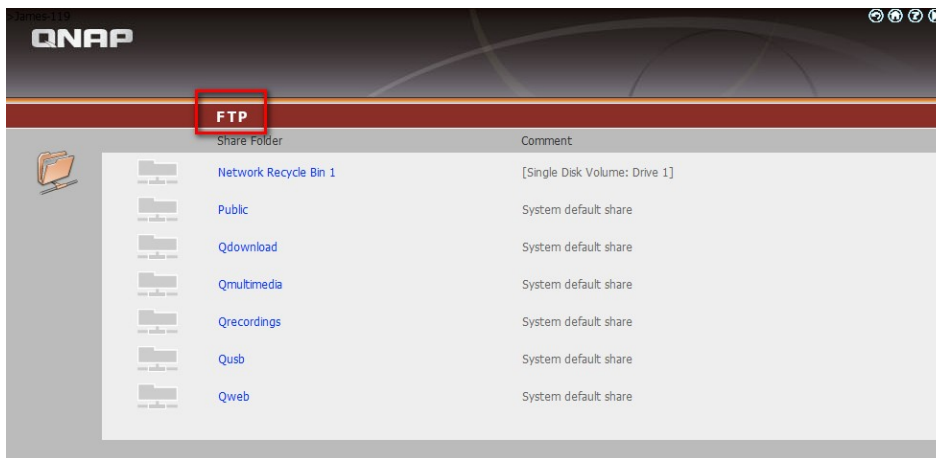 James-119
QNAP
FTP
Share Folder Comment
Network Recycle Bin 1 [Single Disk Volume: Drive 1]
Public System default share
Qdownload System default share
Qmultimedia System default share
Qrecordings System default share
Qusb System default share
Qweb System default share